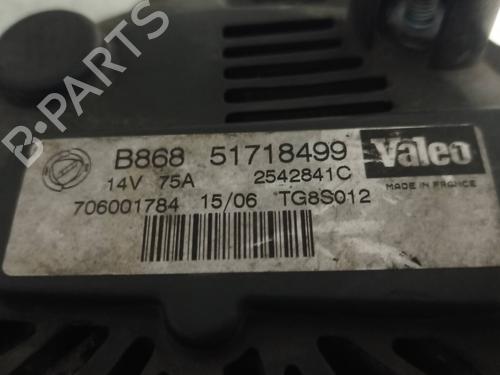 B-PARTS
B868 51718499 Valeo
14V 75A 2542841C MADE IN FRANCE
706001784 15/06 TG8S012